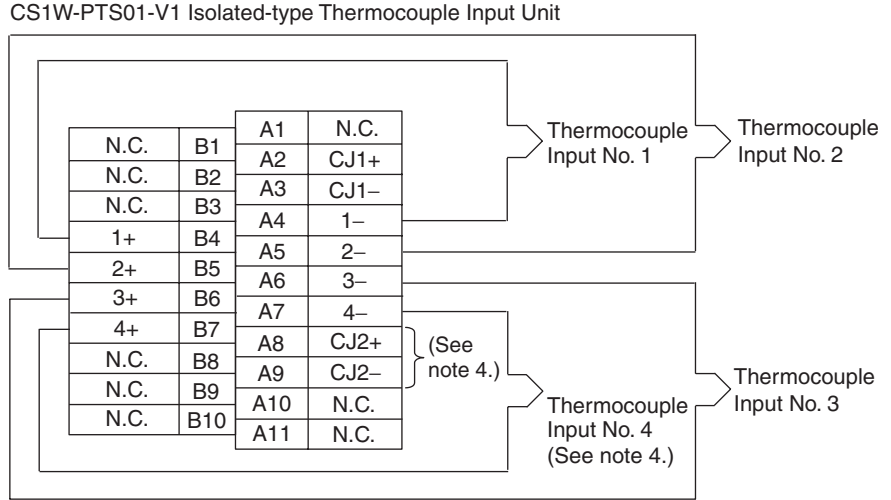 CS1W-PTS01-V1 Isolated-type Thermocouple Input Unit
N.C. B1
N.C. B2
N.C. B3
1+ B4
2+ B5
3+ B6
4+ B7
N.C. B8
N.C. B9
N.C. B10
A1 N.C.
A2 CJ1+
A3 CJ1−
A4 1−
A5 2−
A6 3−
A7 4−
A8 CJ2+
A9 CJ2−
A10 N.C.
A11 N.C.
(See
note 4.)
Thermocouple
Input No. 1
Thermocouple
Input No. 2
Thermocouple
Input No. 4
(See note 4.)
Thermocouple
Input No. 3